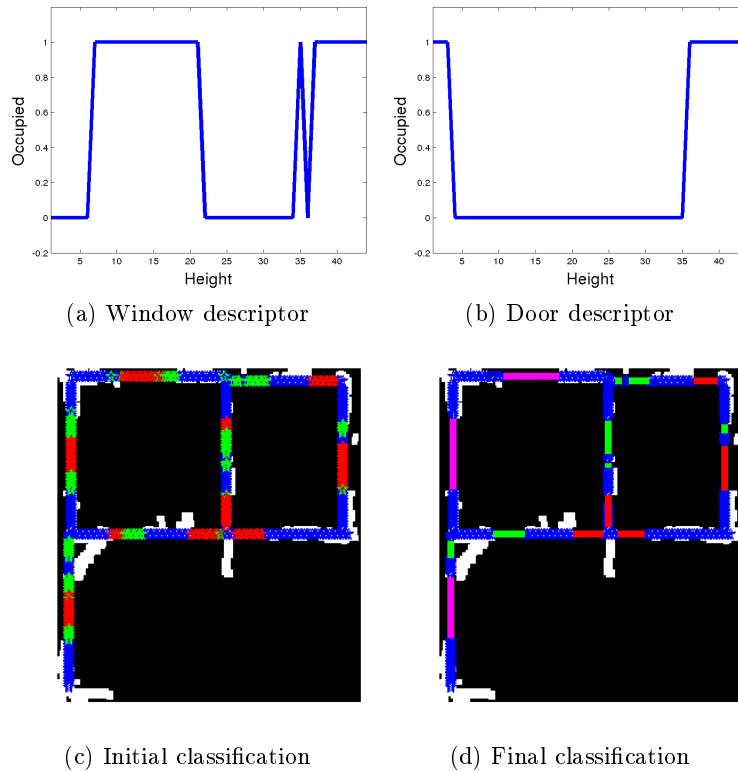 1
0.8
0.6
0.4
0.2
0
-0.2
Occupied
5 10 15 20 25 30 35 40
Height
1
0.8
0.6
0.4
0.2
0
-0.2
Occupied
5 10 15 20 25 30 35 40
Height
(a) Window descriptor
(b) Door descriptor
(c) Initial classification
(d) Final classification